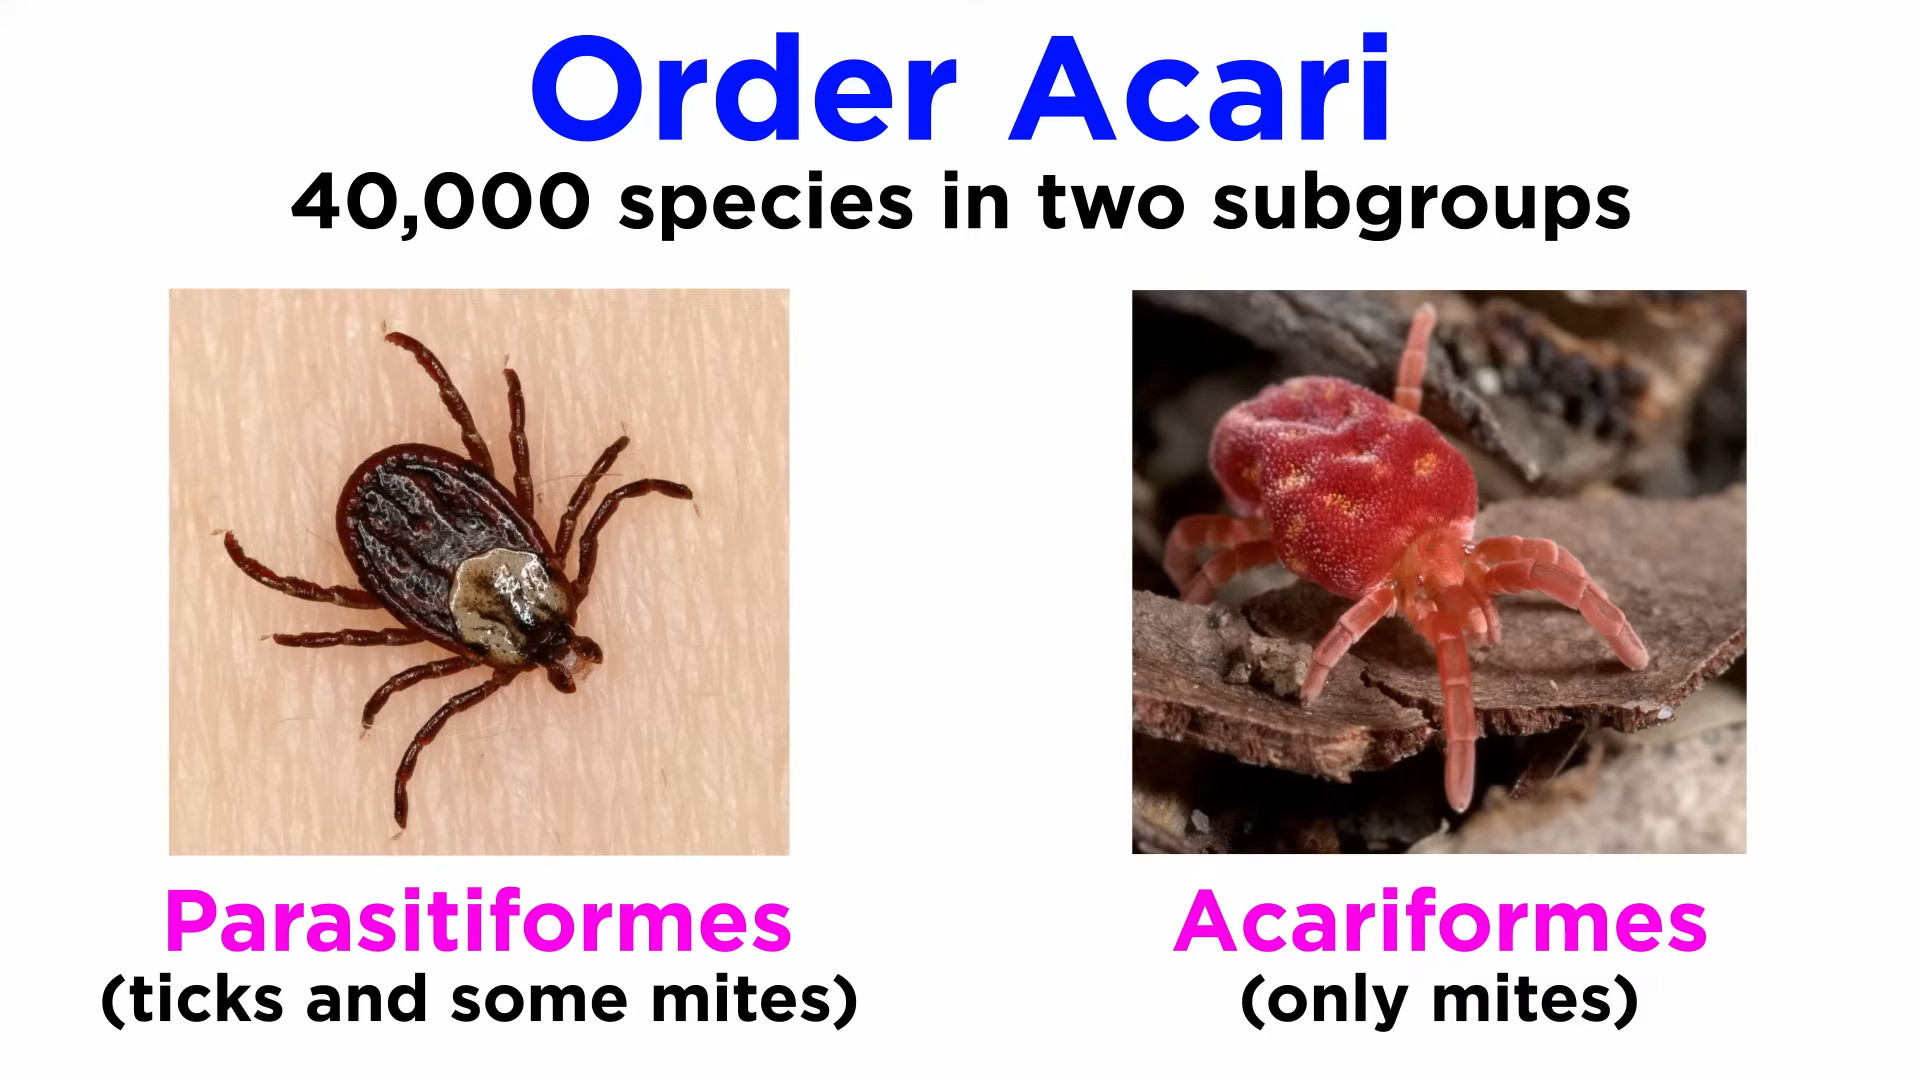 Order Acari
40,000 species in two subgroups
Parasitiformes
(ticks and some mites)
Acariformes
(only mites)